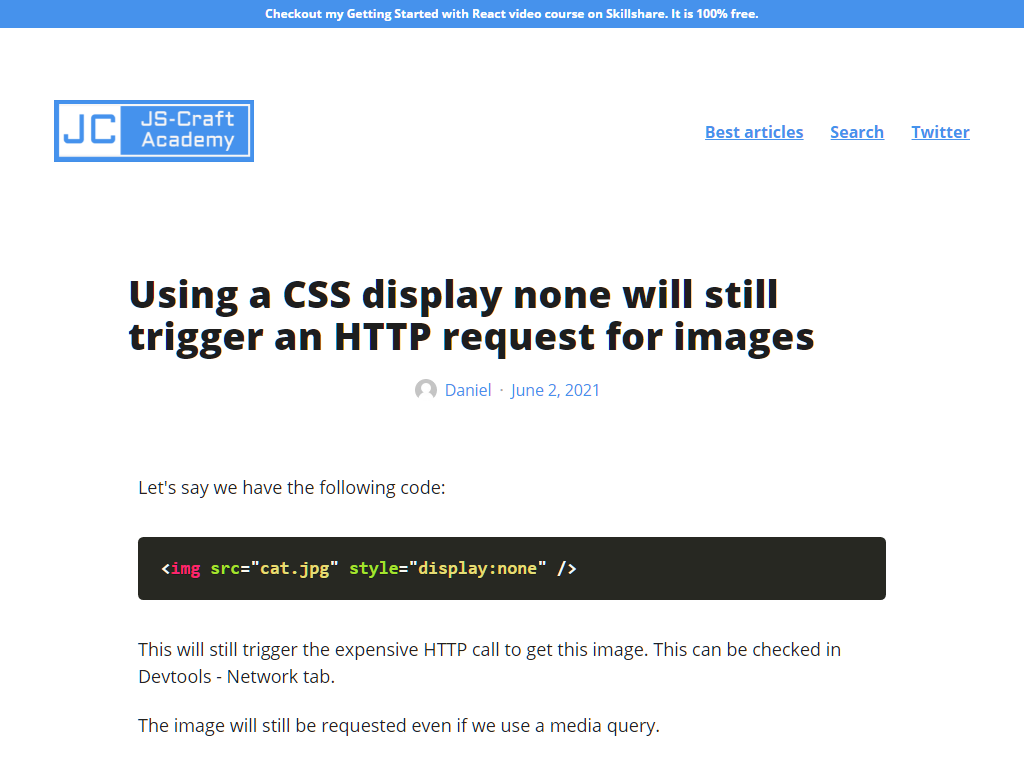 Checkout my Getting Started with React video course on Skillshare. It is 100% free.
JC JS-Craft
Academy
Best articles Search Twitter
Using a CSS display none will still
trigger an HTTP request for images
Daniel · June 2, 2021
Let's say we have the following code:
<img src="cat.jpg" style="display:none" />
This will still trigger the expensive HTTP call to get this image. This can be checked in
Devtools - Network tab.
The image will still be requested even if we use a media query.